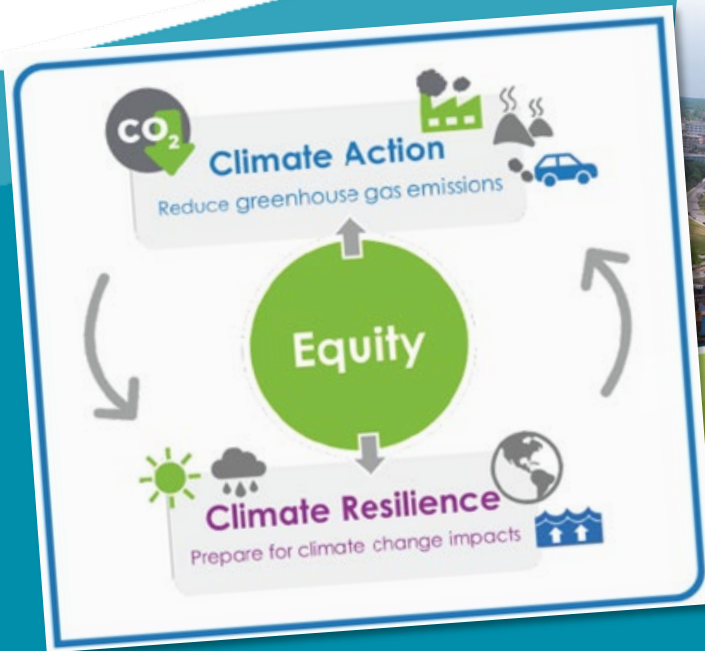 CO₂
Climate Action
Reduce greenhouse gas emissions
Equity
Climate Resilience
Prepare for climate change impacts